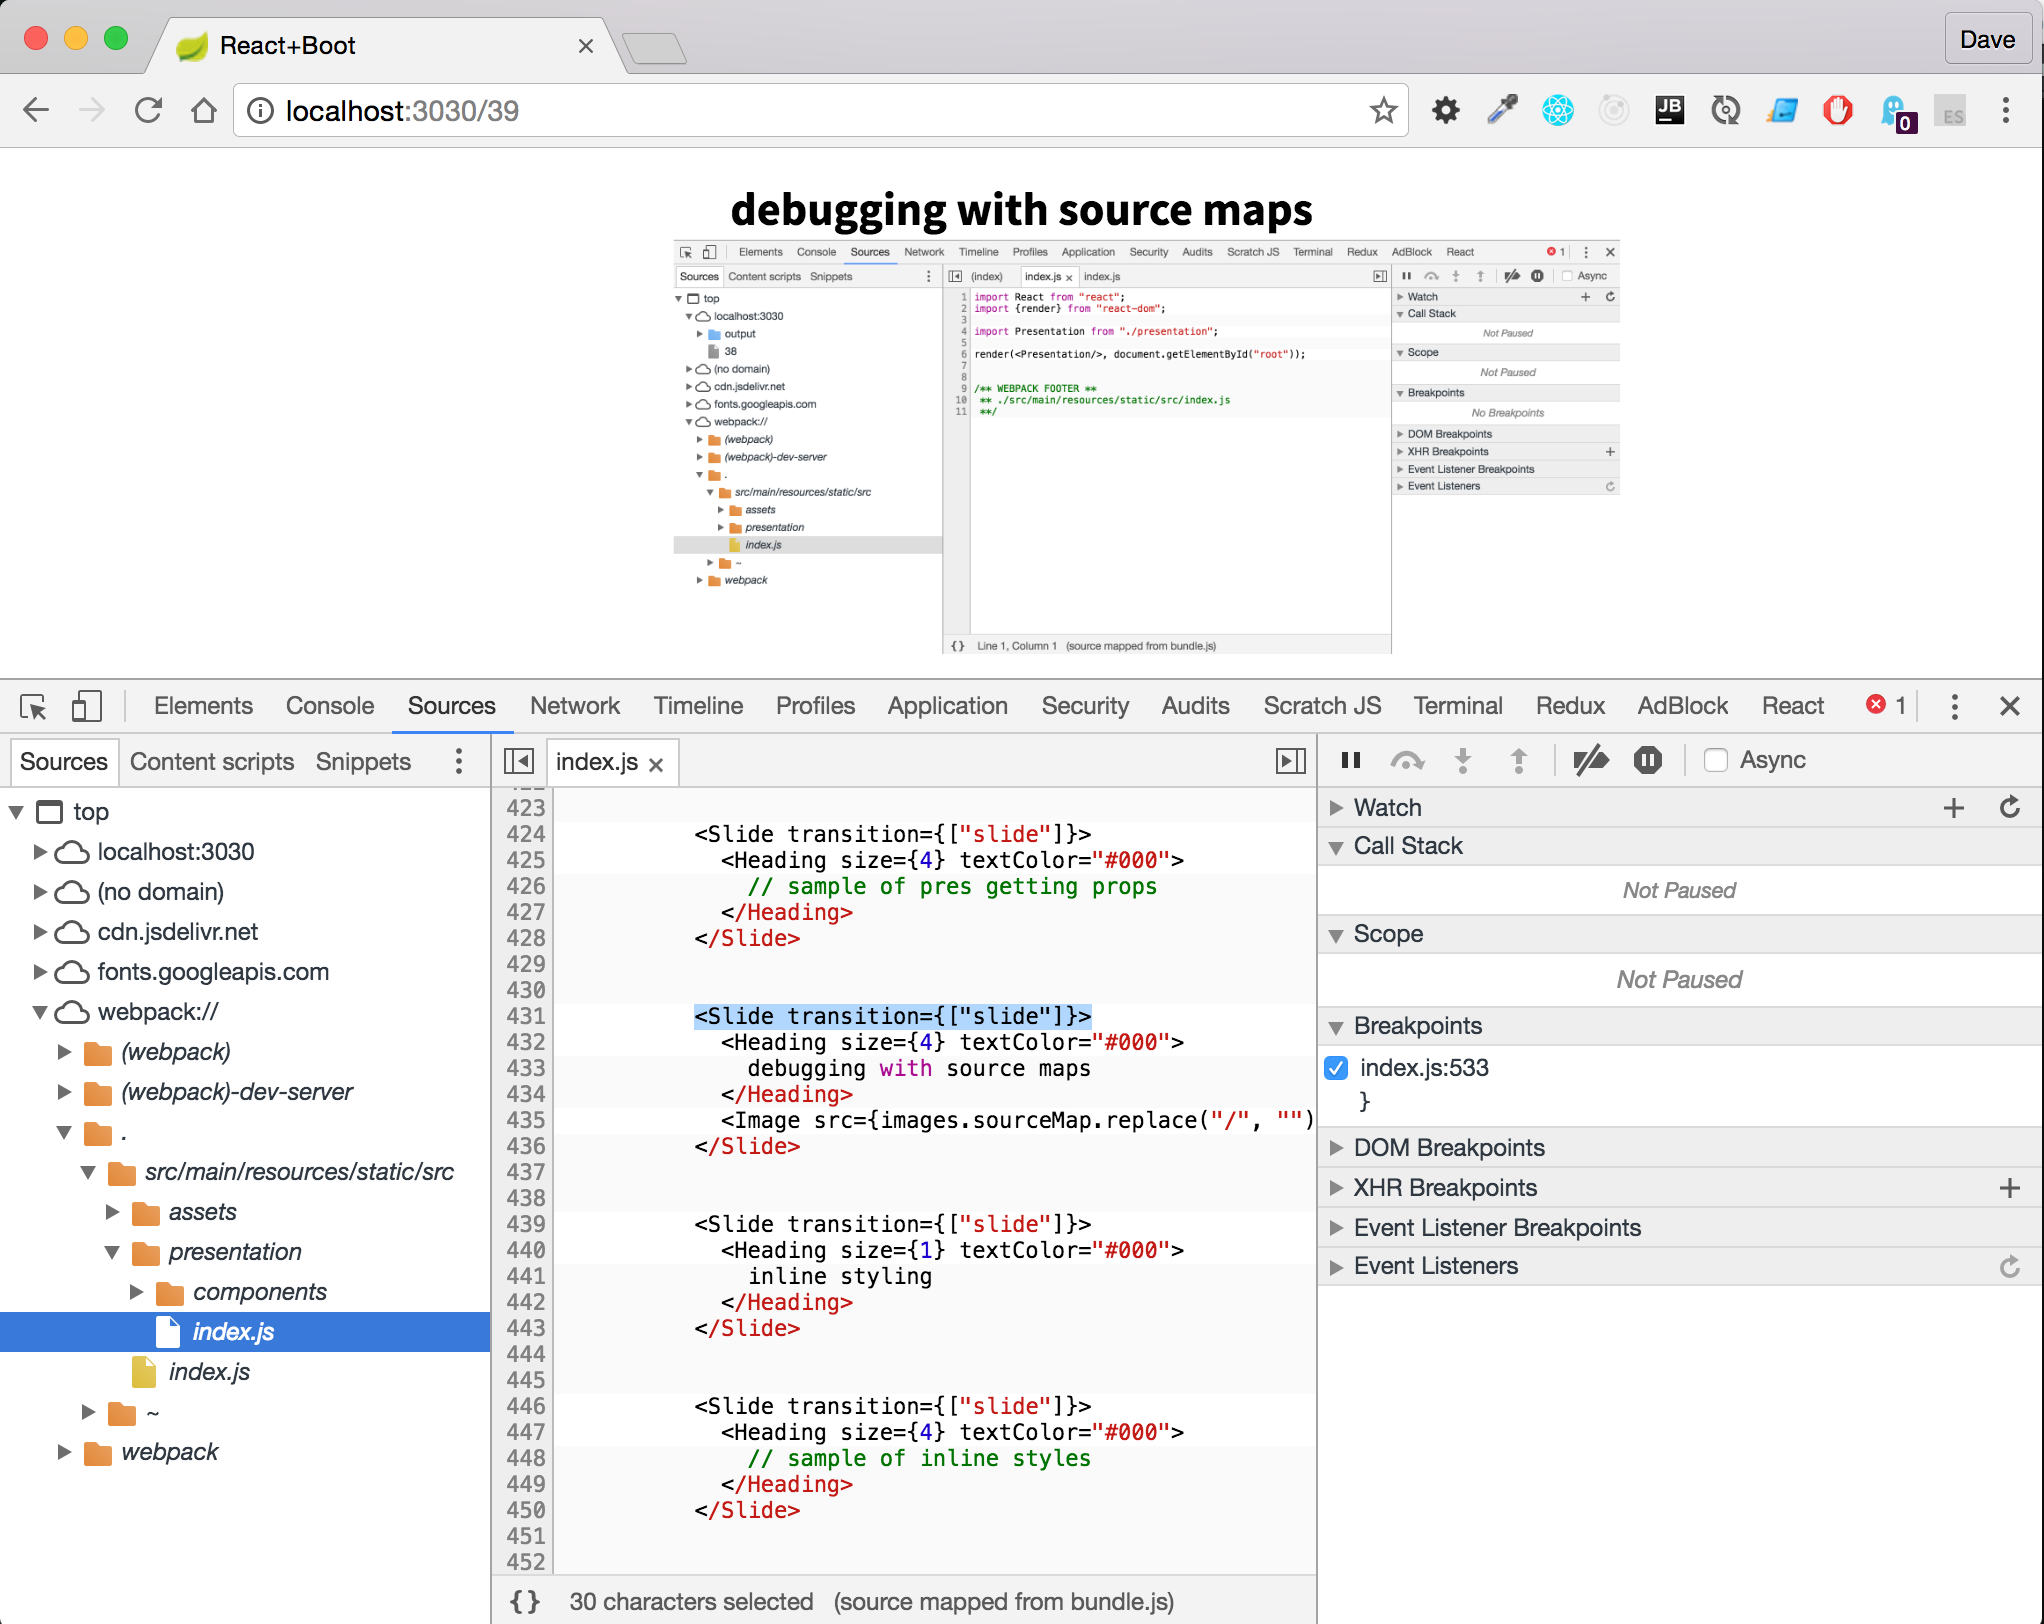 React+Boot
Dave
localhost:3030/39
JB
ES
0
debugging with source maps
Elements Console Sources Network Timeline Profiles Application Security Audits Scratch JS Terminal Redux AdBlock React 1
Sources Content scripts Snippets
(index) index.js index.js
Async
top
localhost:3030
output
38
(no domain)
cdn.jsdelivr.net
fonts.googleapis.com
webpack://
(webpack)
(webpack)-dev-server
.
src/main/resources/static/src
assets
presentation
index.js
~
webpack
1 import React from "react";
2 import {render} from "react-dom";
3
4 import Presentation from "./presentation";
5
6 render(<Presentation/>, document.getElementById("root"));
7
8
9 /** WEBPACK FOOTER **
10 ** ./src/main/resources/static/src/index.js
11 **/
{} Line 1, Column 1 (source mapped from bundle.js)
Watch
Call Stack
Not Paused
Scope
Not Paused
Breakpoints
No Breakpoints
DOM Breakpoints
XHR Breakpoints
Event Listener Breakpoints
Event Listeners
Elements Console Sources Network Timeline Profiles Application Security Audits Scratch JS Terminal Redux AdBlock React 1
Sources Content scripts Snippets
index.js
Async
top
localhost:3030
(no domain)
cdn.jsdelivr.net
fonts.googleapis.com
webpack://
(webpack)
(webpack)-dev-server
.
src/main/resources/static/src
assets
presentation
components
index.js
index.js
~
webpack
423
424 <Slide transition={["slide"]}>
425 <Heading size={4} textColor="#000">
426 // sample of pres getting props
427 </Heading>
428 </Slide>
429
430
431 <Slide transition={["slide"]}>
432 <Heading size={4} textColor="#000">
433 debugging with source maps
434 </Heading>
435 <Image src={images.sourceMap.replace("/", "")
436 </Slide>
437
438
439 <Slide transition={["slide"]}>
440 <Heading size={1} textColor="#000">
441 inline styling
442 </Heading>
443 </Slide>
444
445
446 <Slide transition={["slide"]}>
447 <Heading size={4} textColor="#000">
448 // sample of inline styles
449 </Heading>
450 </Slide>
451
452
{} 30 characters selected (source mapped from bundle.js)
Watch
Call Stack
Not Paused
Scope
Not Paused
Breakpoints
index.js:533
}
DOM Breakpoints
XHR Breakpoints
Event Listener Breakpoints
Event Listeners